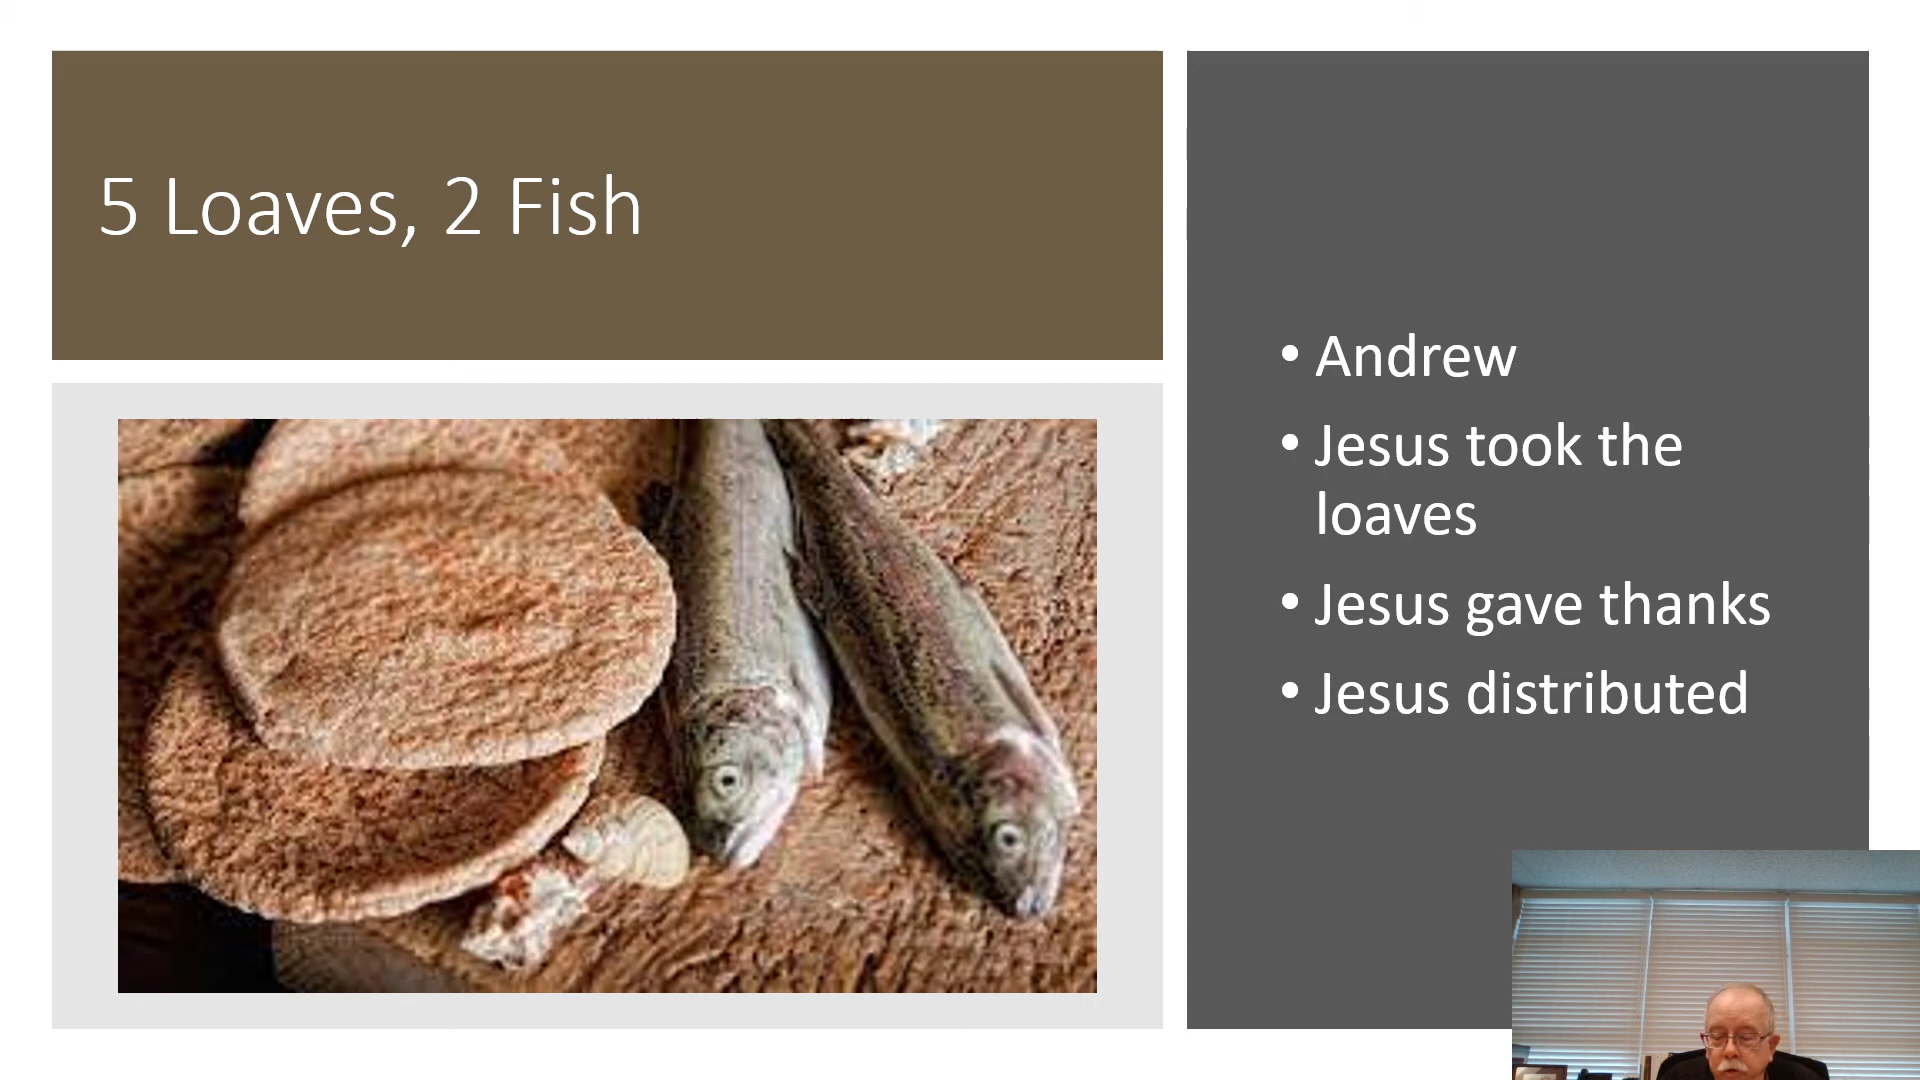 5 Loaves, 2 Fish
• Andrew
• Jesus took the
loaves
• Jesus gave thanks
• Jesus distributed